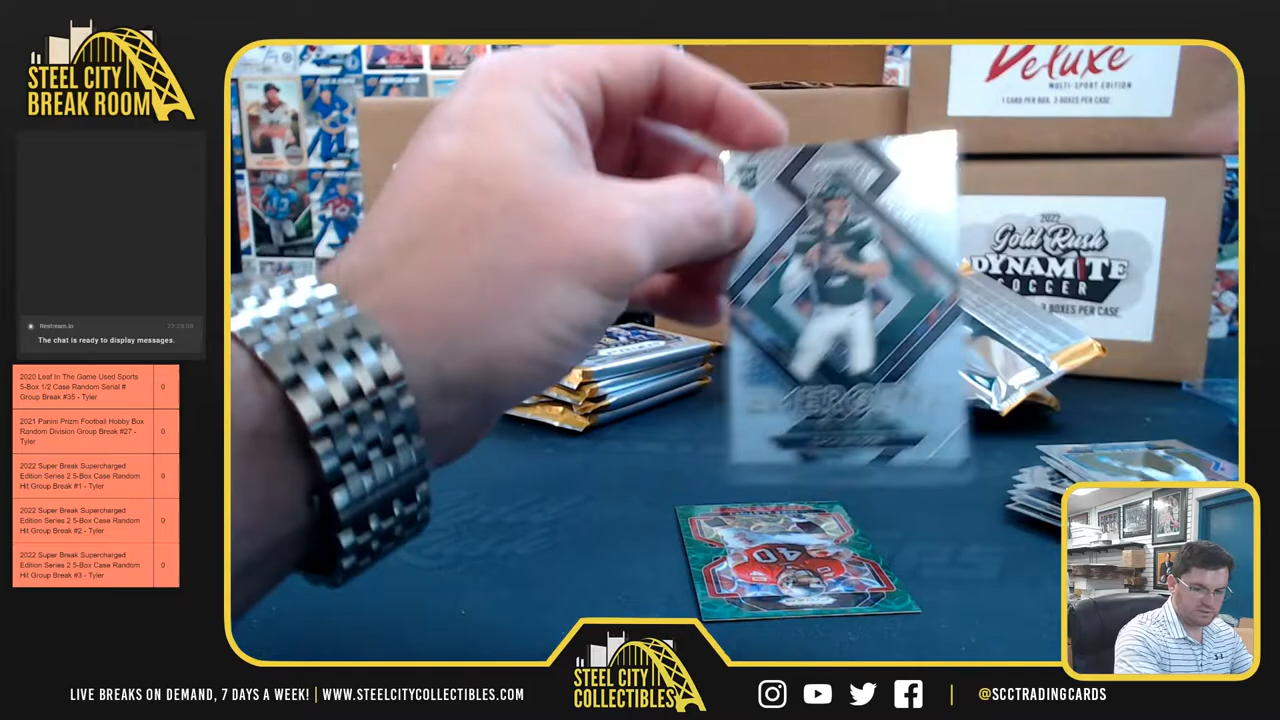 STEEL CITY
BREAK ROOM
Restream.io
The chat is ready to display messages.
2020 Leaf In The Game Used Sports
5-Box 1/2 Case Random Serial #
Group Break #35 - Tyler
0
2021 Panini Prizm Football Hobby Box
Random Division Group Break #27 -
Tyler
0
2022 Super Break Supercharged
Edition Series 2 5-Box Case Random
Hit Group Break #1 - Tyler
0
2022 Super Break Supercharged
Edition Series 2 5-Box Case Random
Hit Group Break #2 - Tyler
0
2022 Super Break Supercharged
Edition Series 2 5-Box Case Random
Hit Group Break #3 - Tyler
0
Deluxe
MULTI-SPORT EDITION
1 CARD PER BOX. 3 BOXES PER CASE.
2022
Gold Rush
DYNAMITE
SOCCER
BOXES PER CASE.
40
STEEL CITY
COLLECTIBLES
LIVE BREAKS ON DEMAND, 7 DAYS A WEEK! | WWW.STEELCITYCOLLECTIBLES.COM
| @SCCTRADINGCARDS